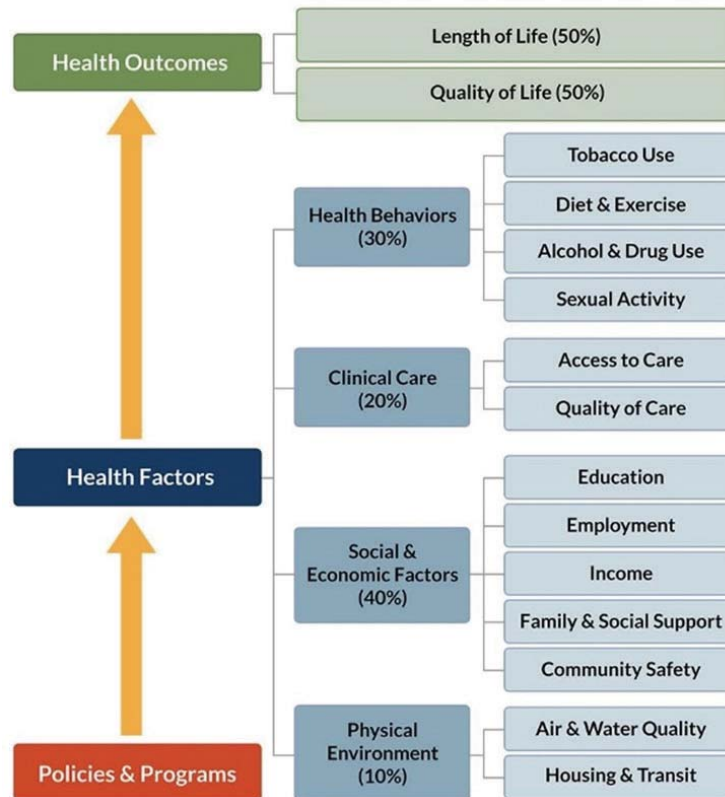 Health Outcomes
Length of Life (50%)
Quality of Life (50%)
Health Behaviors
(30%)
Tobacco Use
Diet & Exercise
Alcohol & Drug Use
Sexual Activity
Clinical Care
(20%)
Access to Care
Quality of Care
Health Factors
Social &
Economic Factors
(40%)
Education
Employment
Income
Family & Social Support
Community Safety
Physical
Environment
(10%)
Air & Water Quality
Housing & Transit
Policies & Programs